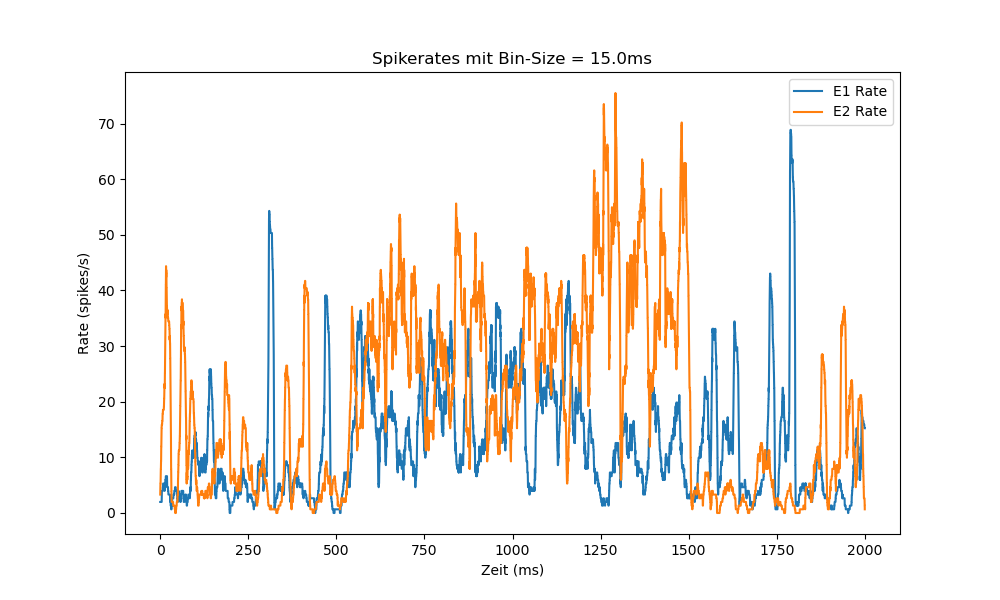 Spikerates mit Bin-Size = 15.0ms
E1 Rate
E2 Rate
Rate (spikes/s)
70
60
50
40
30
20
10
0
0 250 500 750 1000 1250 1500 1750 2000
Zeit (ms)